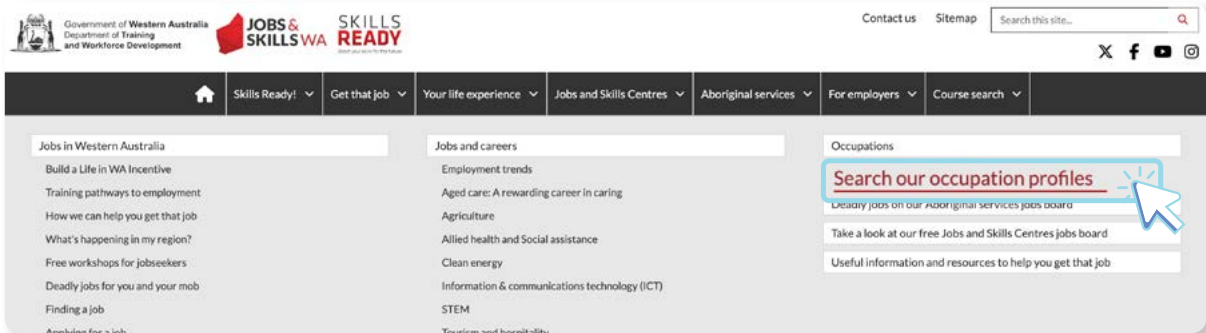 Government of Western Australia
Department of Training
and Workforce Development
JOBS &
SKILLS WA
SKILLS
READY
Contact us
Sitemap
Search this site...
Skills Ready!
Get that job
Your life experience
Jobs and Skills Centres
Aboriginal services
For employers
Course search
Jobs in Western Australia
Build a Life in WA Incentive
Training pathways to employment
How we can help you get that job
What's happening in my region?
Free workshops for jobseekers
Deadly jobs for you and your mob
Finding a job
Applying for a job
Jobs and careers
Employment trends
Aged care: A rewarding career in caring
Agriculture
Allied health and Social assistance
Clean energy
Information & communications technology (ICT)
STEM
Tourism and hospitality
Occupations
Search our occupation profiles
Deadly jobs on our Aboriginal services jobs board
Take a look at our free Jobs and Skills Centres jobs board
Useful information and resources to help you get that job